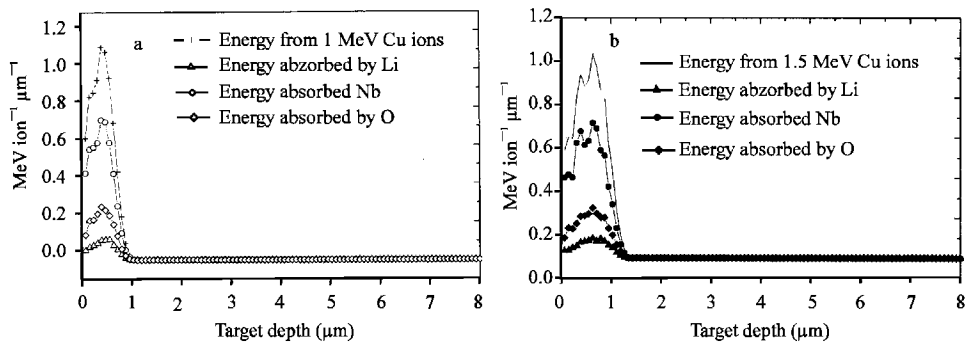 a
Energy from 1 MeV Cu ions
Energy abzorbed by Li
Energy absorbed Nb
Energy absorbed by O
MeV ion⁻¹ μm⁻¹
1.2
1.0
0.8
0.6
0.4
0.2
0.0
0 1 2 3 4 5 6 7 8
Target depth (μm)
b
Energy from 1.5 MeV Cu ions
Energy abzorbed by Li
Energy absorbed Nb
Energy absorbed by O
MeV ion⁻¹ μm⁻¹
1.2
1.0
0.8
0.6
0.4
0.2
0.0
0 1 2 3 4 5 6 7 8
Target depth (μm)